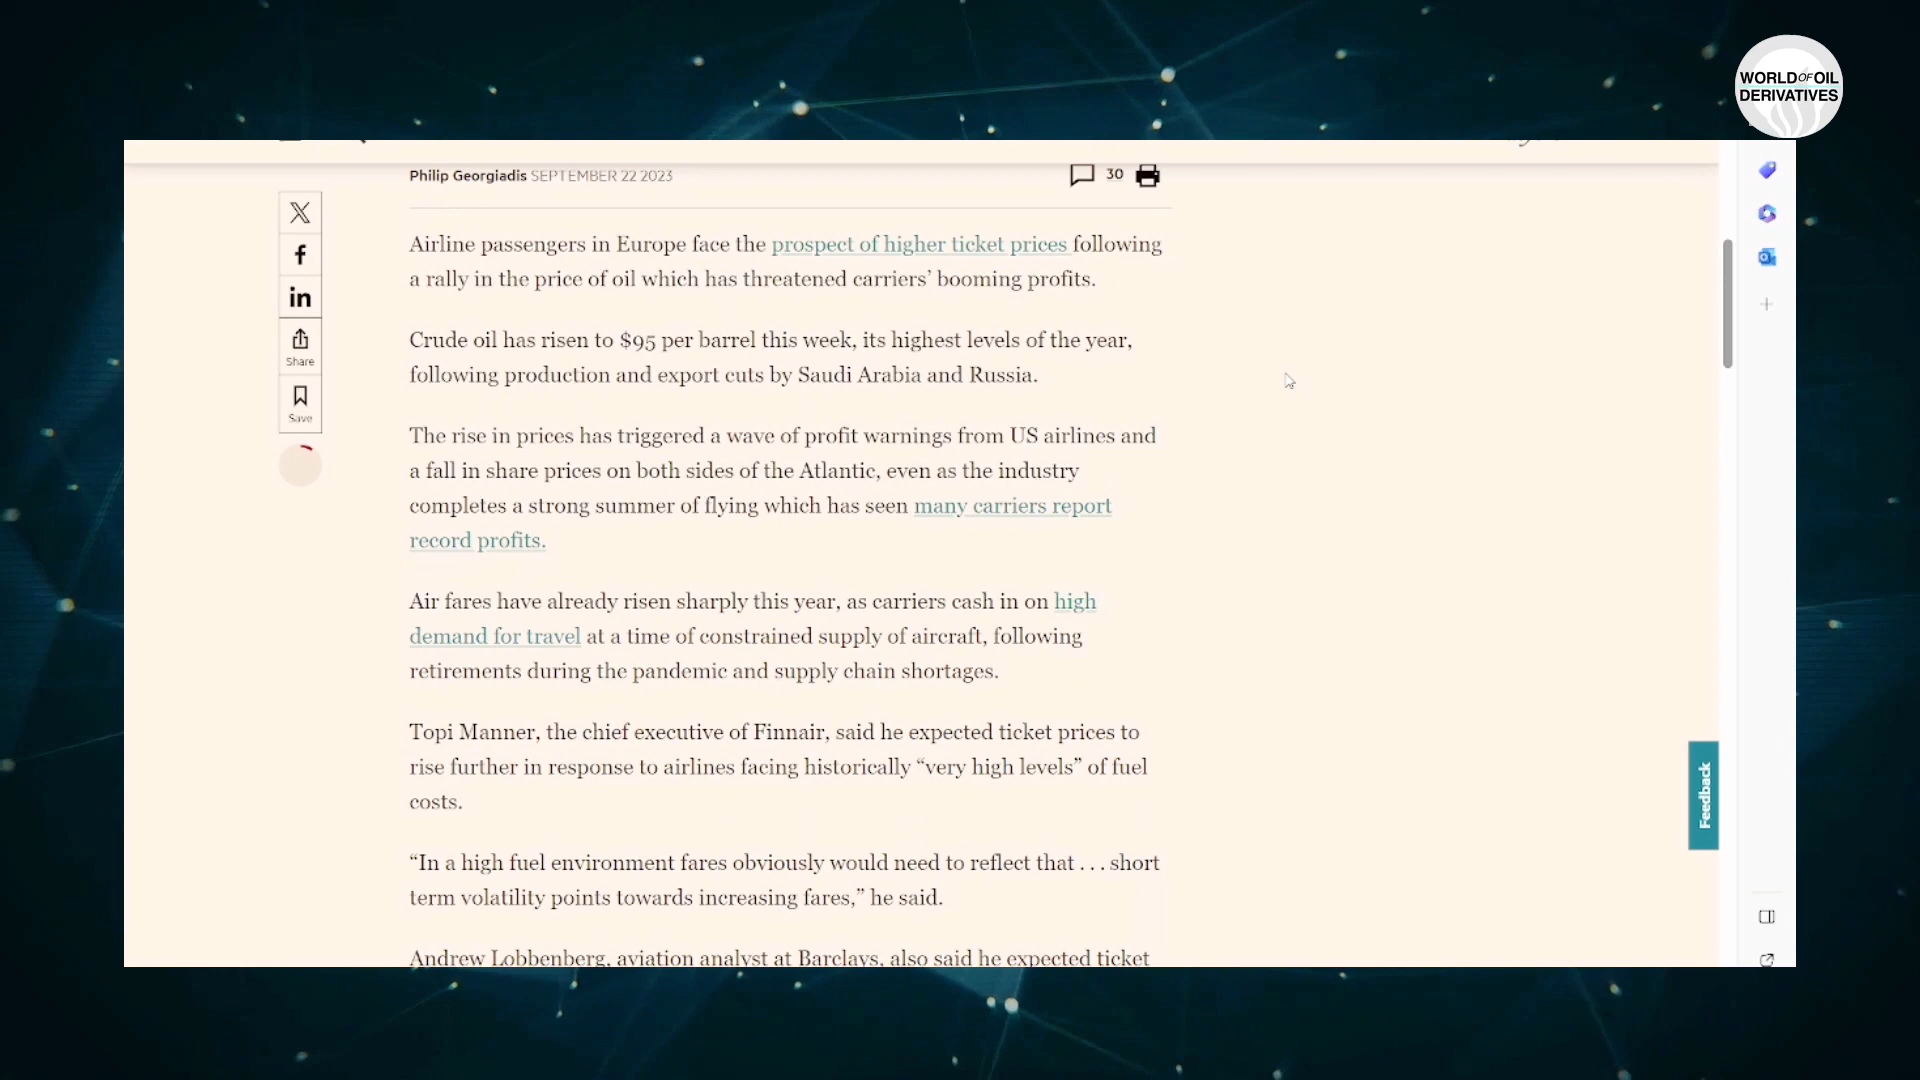 WORLD OF OIL
DERIVATIVES
Philip Georgiadis SEPTEMBER 22 2023
30
Airline passengers in Europe face the prospect of higher ticket prices following
a rally in the price of oil which has threatened carriers’ booming profits.
Crude oil has risen to $95 per barrel this week, its highest levels of the year,
following production and export cuts by Saudi Arabia and Russia.
The rise in prices has triggered a wave of profit warnings from US airlines and
a fall in share prices on both sides of the Atlantic, even as the industry
completes a strong summer of flying which has seen many carriers report
record profits.
Air fares have already risen sharply this year, as carriers cash in on high
demand for travel at a time of constrained supply of aircraft, following
retirements during the pandemic and supply chain shortages.
Topi Manner, the chief executive of Finnair, said he expected ticket prices to
rise further in response to airlines facing historically “very high levels” of fuel
costs.
“In a high fuel environment fares obviously would need to reflect that . . . short
term volatility points towards increasing fares,” he said.
Andrew Lobbenberg, aviation analyst at Barclays, also said he expected ticket
Share
Save
Feedback